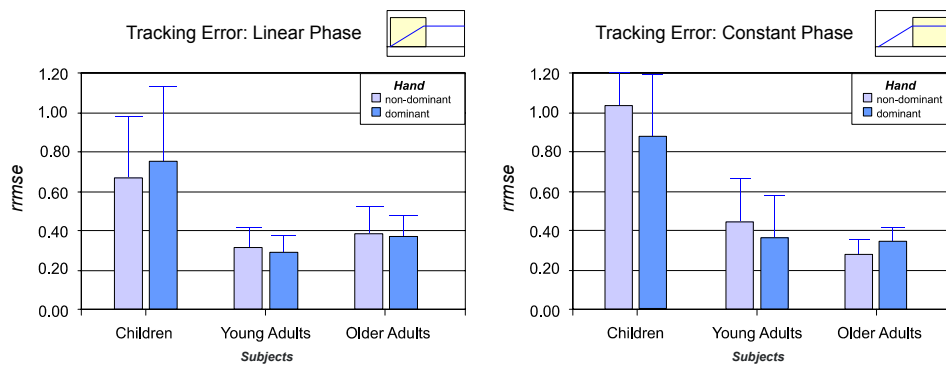 Tracking Error: Linear Phase
1.20
1.00
0.80
0.60
0.40
0.20
0.00
rrmse
Hand
non-dominant
dominant
Children
Young Adults
Older Adults
Subjects
Tracking Error: Constant Phase
1.20
1.00
0.80
0.60
0.40
0.20
0.00
rrmse
Hand
non-dominant
dominant
Children
Young Adults
Older Adults
Subjects